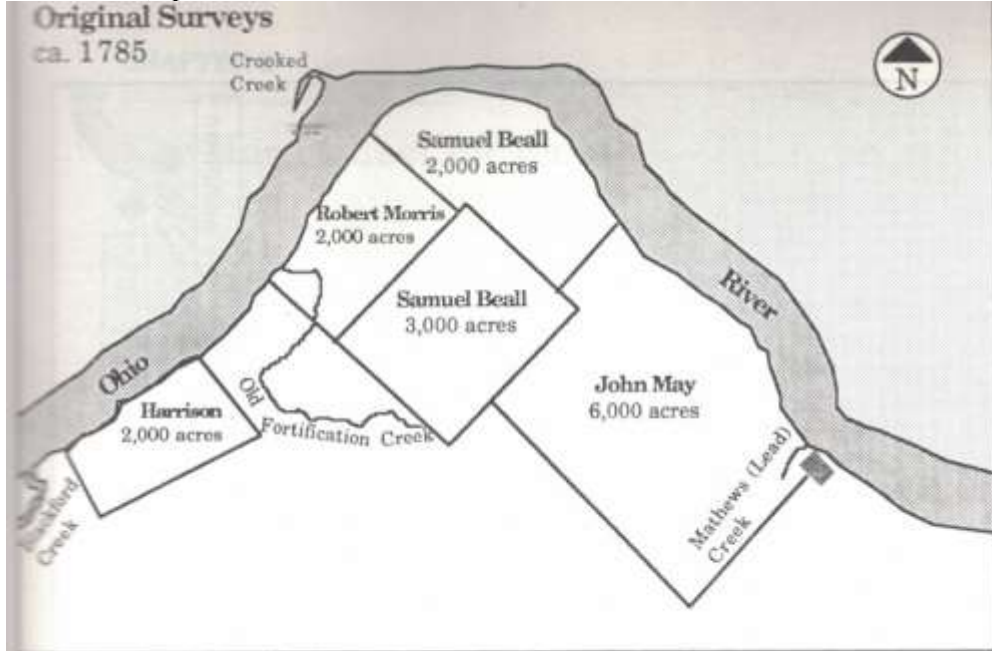 Original Surveys
ca. 1785
Crooked
Creek
N
Samuel Beall
2,000 acres
Robert Morris
2,000 acres
Samuel Beall
3,000 acres
River
Ohio
John May
6,000 acres
Harrison
2,000 acres
Old
Fortification Creek
Mathews (Lead)
Creek
Blackford
Creek